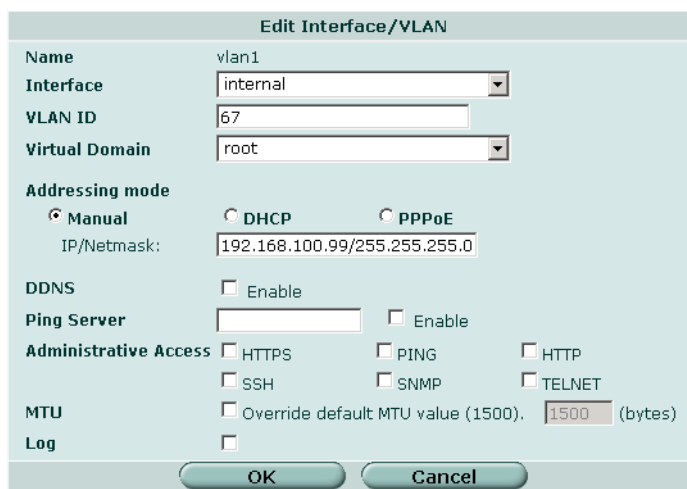 Edit Interface/VLAN
Name vlan1
Interface internal
VLAN ID 67
Virtual Domain root
Addressing mode
Manual DHCP PPPoE
IP/Netmask: 192.168.100.99/255.255.255.0
DDNS Enable
Ping Server Enable
Administrative Access HTTPS PING HTTP
SSH SNMP TELNET
MTU Override default MTU value (1500). 1500 (bytes)
Log
OK Cancel